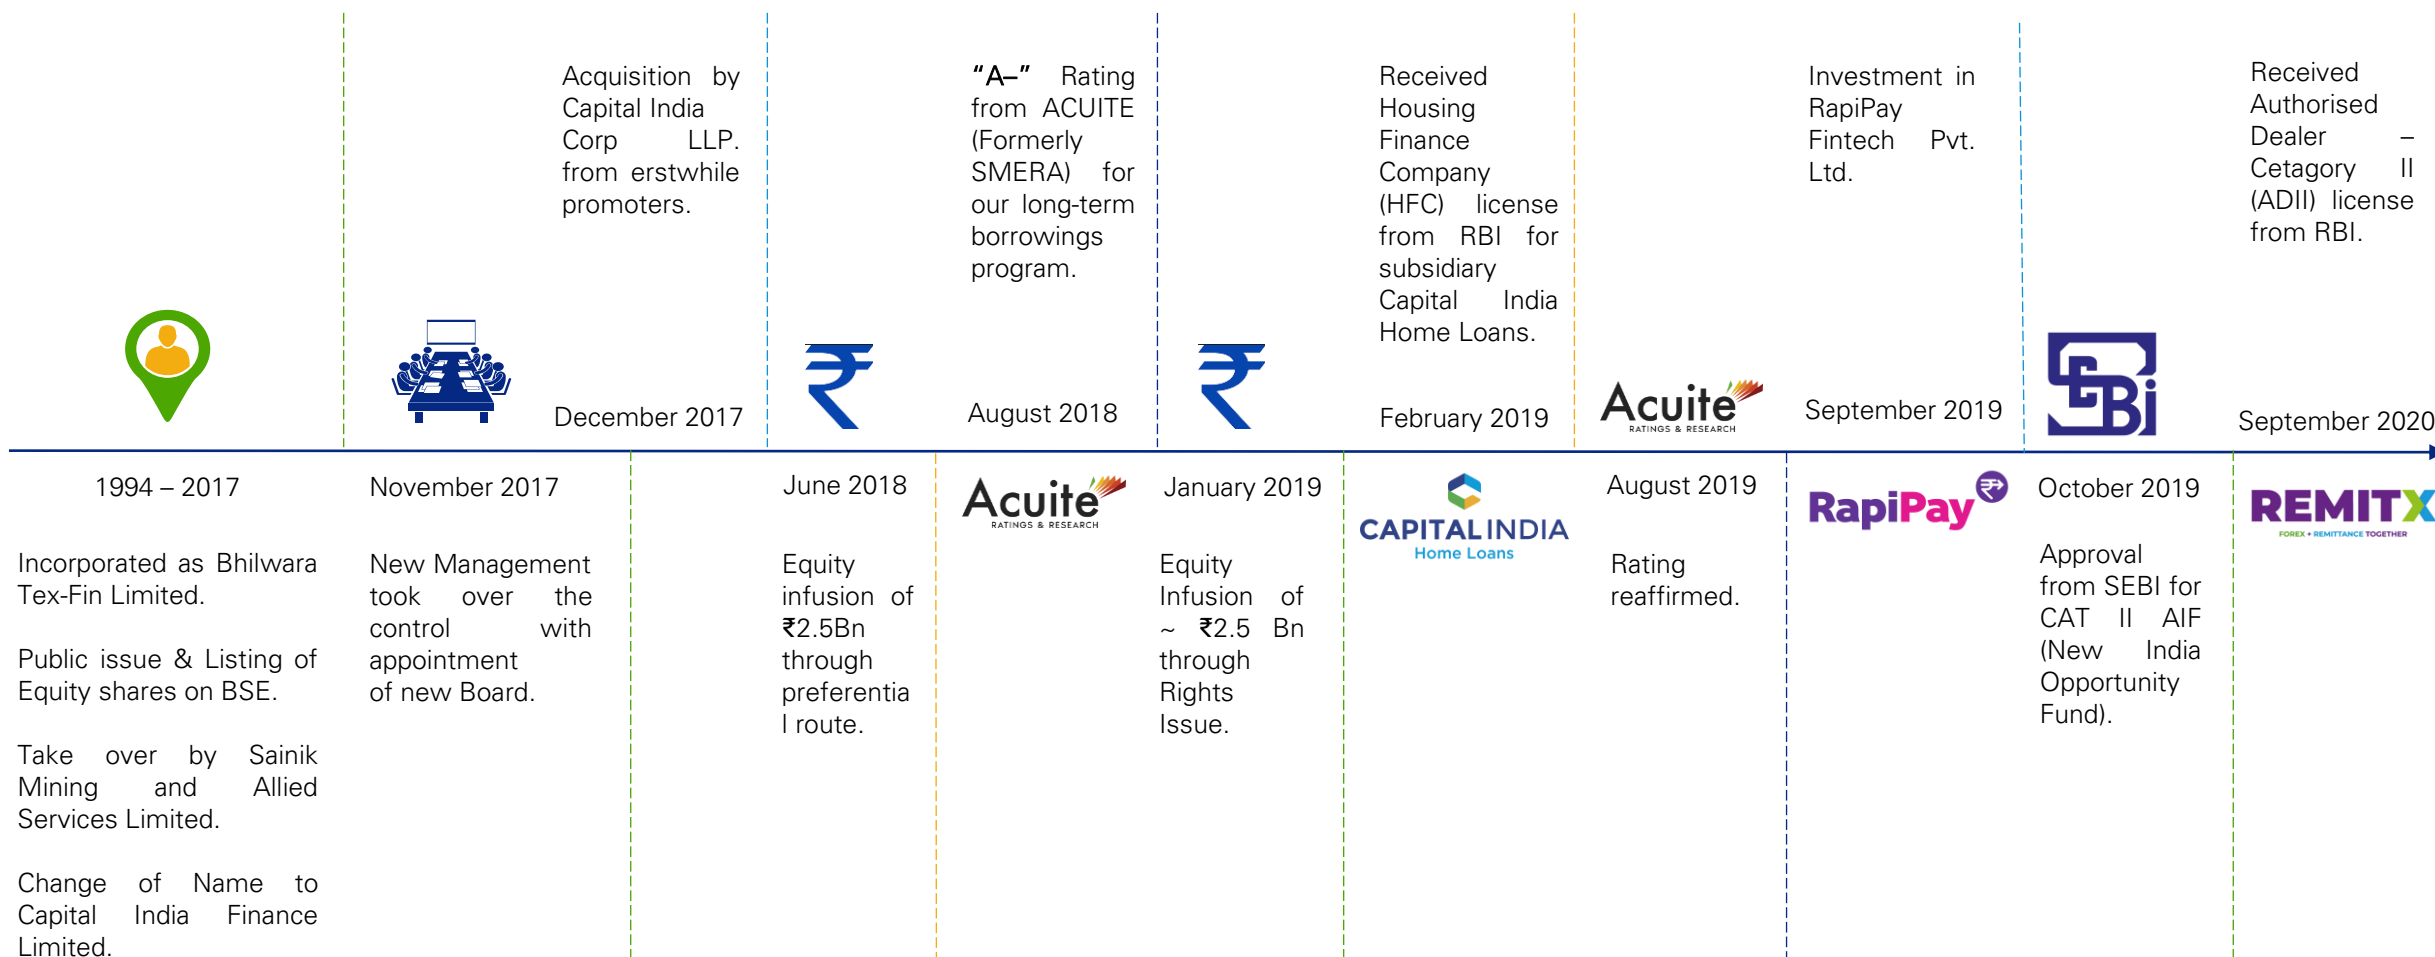 1994 – 2017
Incorporated as Bhilwara
Tex-Fin Limited.
Public issue & Listing of
Equity shares on BSE.
Take over by Sainik
Mining and Allied
Services Limited.
Change of Name to
Capital India Finance
Limited.
November 2017
New Management
took over the
control with
appointment
of new Board.
Acquisition by
Capital India
Corp LLP.
from erstwhile
promoters.
December 2017
June 2018
Equity
infusion of
₹2.5Bn
through
preferentia
l route.
“A–” Rating
from ACUITE
(Formerly
SMERA) for
our long-term
borrowings
program.
August 2018
Acuite
RATINGS & RESEARCH
January 2019
Equity
Infusion of
~ ₹2.5 Bn
through
Rights
Issue.
Received
Housing
Finance
Company
(HFC) license
from RBI for
subsidiary
Capital India
Home Loans.
February 2019
CAPITAL INDIA
Home Loans
Acuite
RATINGS & RESEARCH
August 2019
Rating
reaffirmed.
Investment in
RapiPay
Fintech Pvt.
Ltd.
September 2019
RapiPay
SEBI
October 2019
Approval
from SEBI for
CAT II AIF
(New India
Opportunity
Fund).
Received
Authorised
Dealer –
Cetagory II
(ADII) license
from RBI.
September 2020
REMITX
FOREX + REMITTANCE TOGETHER